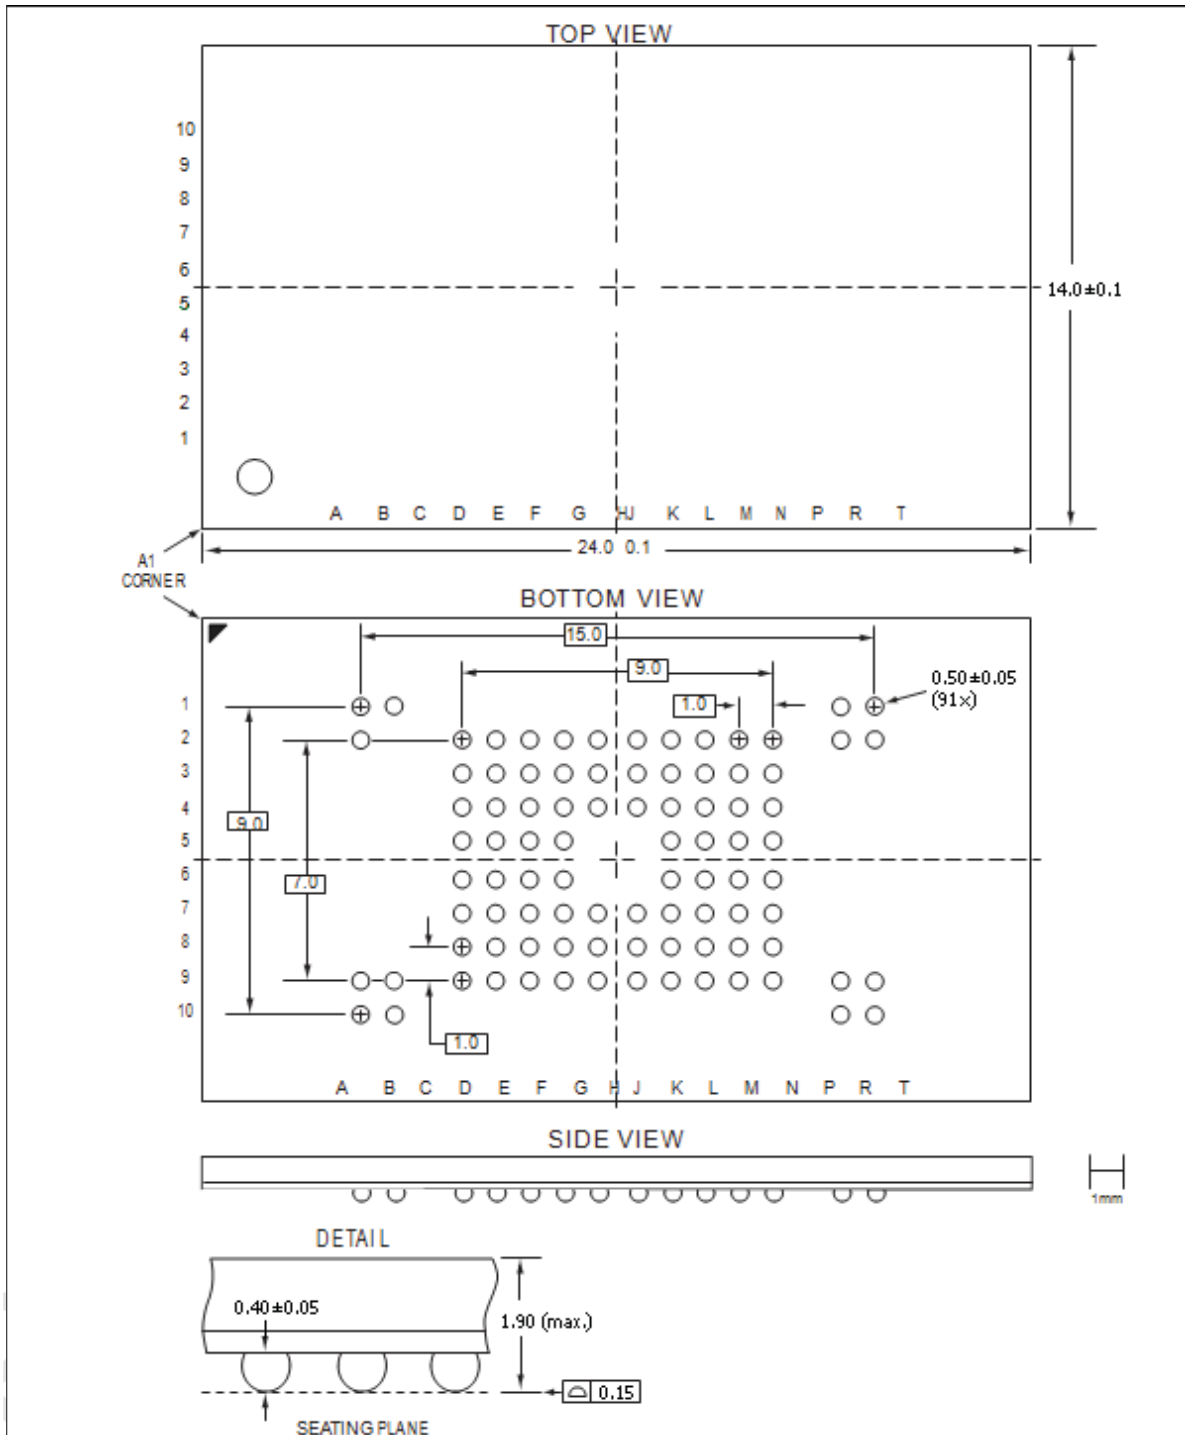 TOP VIEW
10
9
8
7
6
5
4
3
2
1
14.0±0.1
A B C D E F G HJ K L M N P R T
24.0 0.1
A1
CORNER
BOTTOM VIEW
15.0
9.0
1.0
0.50±0.05
(91×)
1
2
3
4
5
6
7
8
9
10
9.0
7.0
1.0
A B C D E F G H J K L M N P R T
SIDE VIEW
1mm
DETAIL
0.40±0.05
1.90 (max.)
0.15
SEATING PLANE